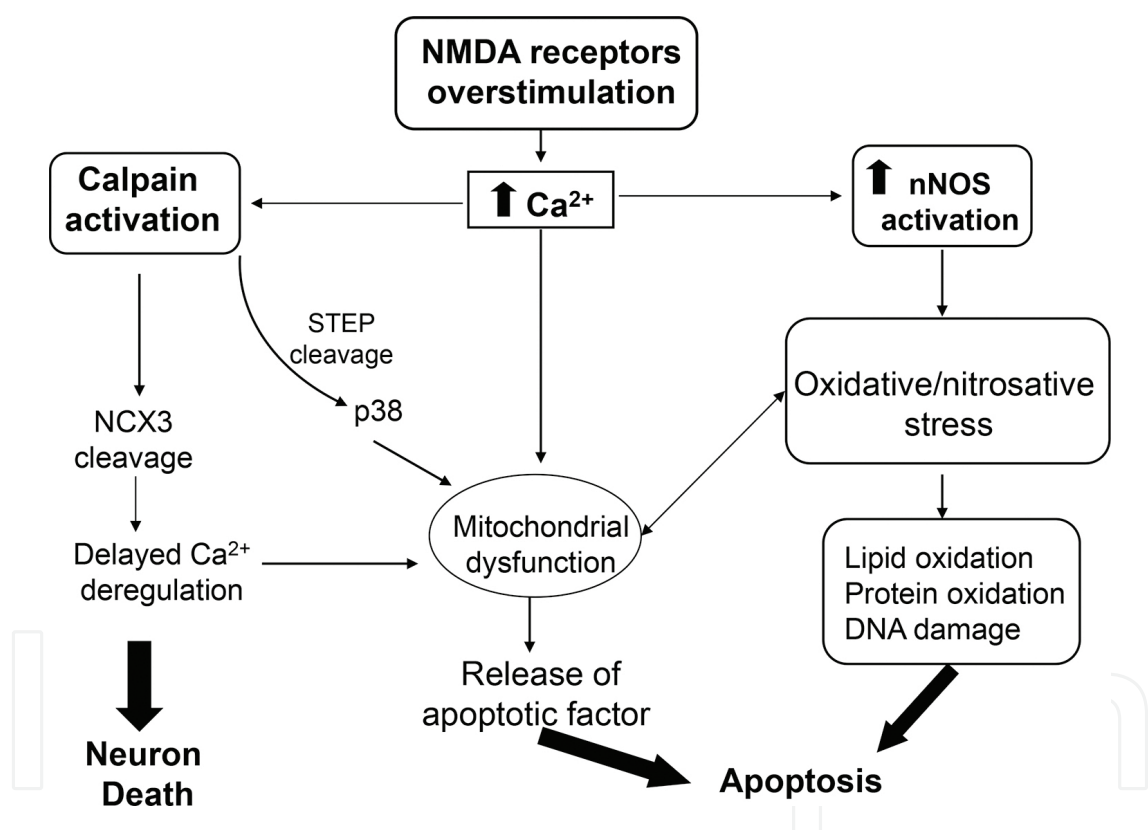 NMDA receptors
overstimulation
Calpain
activation
Ca²⁺
nNOS
activation
STEP
cleavage
p38
NCX3
cleavage
Oxidative/nitrosative
stress
Delayed Ca²⁺
deregulation
Mitochondrial
dysfunction
Lipid oxidation
Protein oxidation
DNA damage
Release of
apoptotic factor
Neuron
Death
Apoptosis